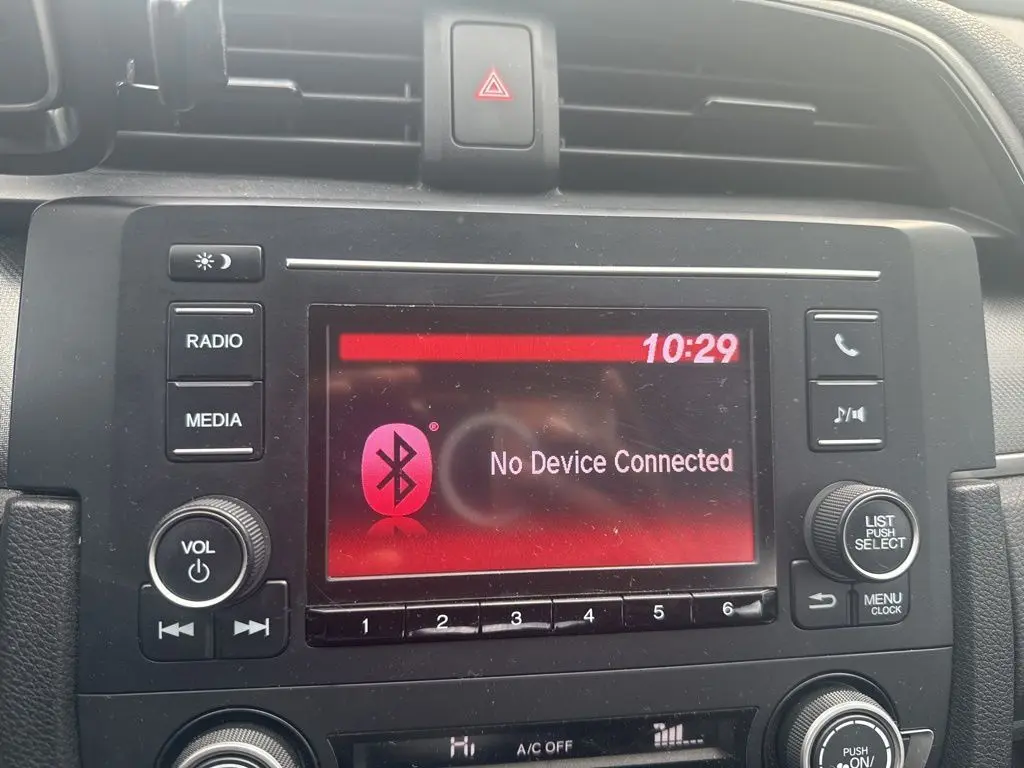 10:29
RADIO
MEDIA
No Device Connected
VOL
LIST
PUSH
SELECT
MENU
CLOCK
1 2 3 4 5 6
Hi
A/C OFF
PUSH
ON/